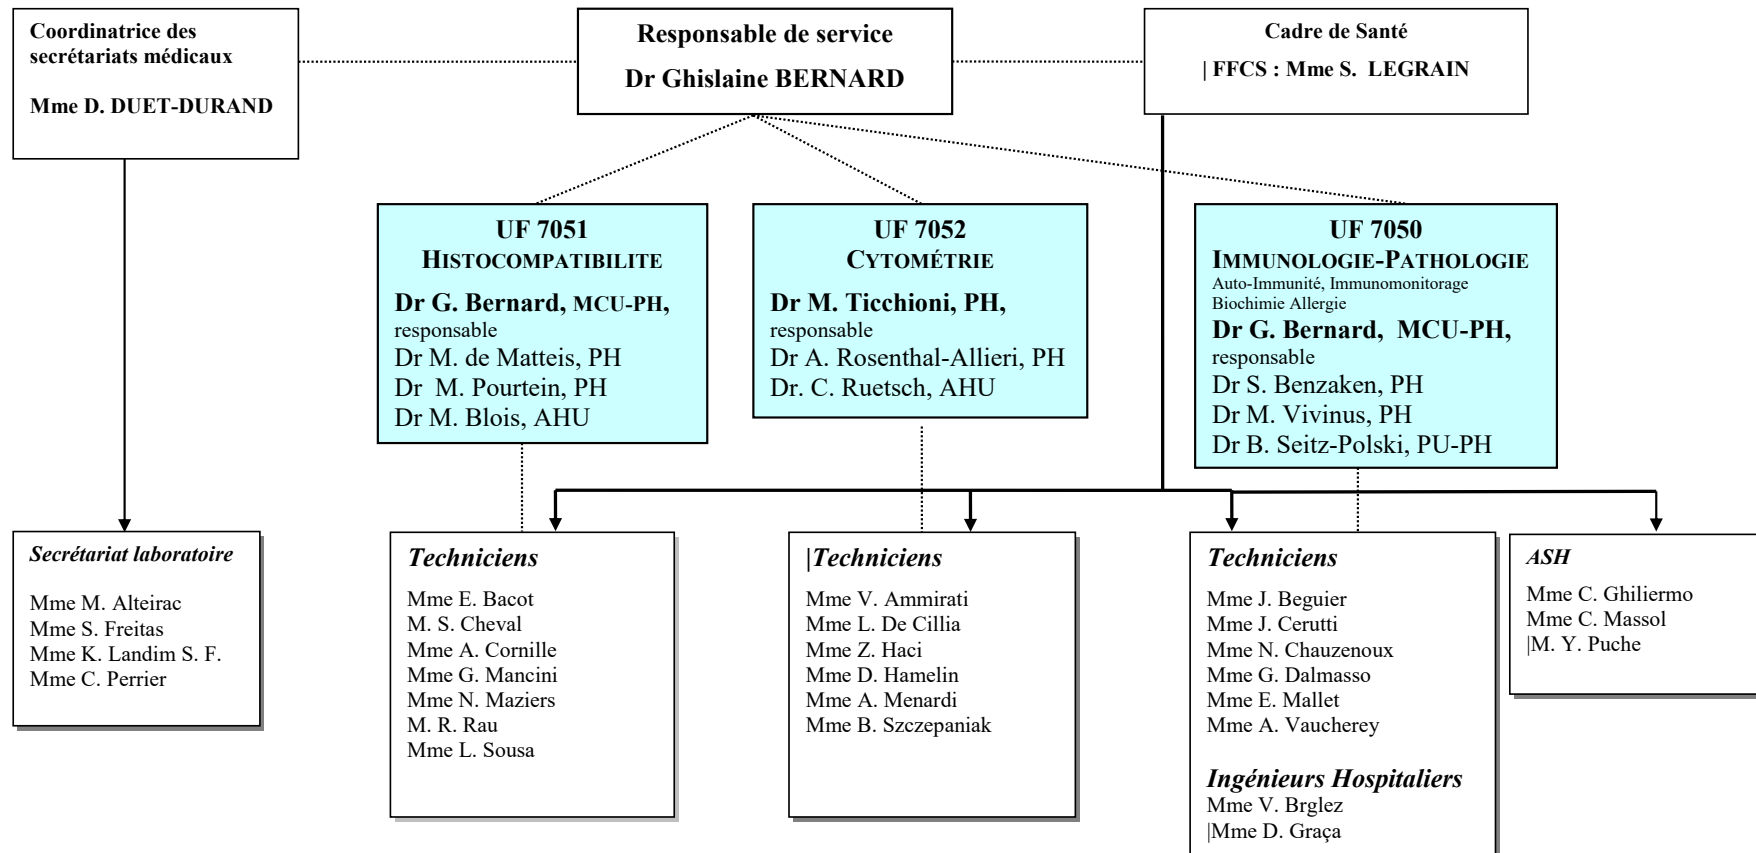 Coordinatrice des
secrétariats médicaux
Mme D. DUET-DURAND
Responsable de service
Dr Ghislaine BERNARD
Cadre de Santé
| FFCS : Mme S. LEGRAIN
UF 7051
HISTOCOMPATIBILITE
Dr G. Bernard, MCU-PH,
responsable
Dr M. de Matteis, PH
Dr M. Pourtein, PH
Dr M. Blois, AHU
UF 7052
CYTOMÉTRIE
Dr M. Ticchioni, PH,
responsable
Dr A. Rosenthal-Allieri, PH
Dr. C. Ruetsch, AHU
UF 7050
IMMUNOLOGIE-PATHOLOGIE
Auto-Immunité, Immunomonitorage
Biochimie Allergie
Dr G. Bernard, MCU-PH,
responsable
Dr S. Benzaken, PH
Dr M. Vivinus, PH
Dr B. Seitz-Polski, PU-PH
Secrétariat laboratoire
Mme M. Alteirac
Mme S. Freitas
Mme K. Landim S. F.
Mme C. Perrier
Techniciens
Mme E. Bacot
M. S. Cheval
Mme A. Cornille
Mme G. Mancini
Mme N. Maziers
M. R. Rau
Mme L. Sousa
|Techniciens
Mme V. Ammirati
Mme L. De Cillia
Mme Z. Haci
Mme D. Hamelin
Mme A. Menardi
Mme B. Szczepaniak
Techniciens
Mme J. Beguier
Mme J. Cerutti
Mme N. Chauzenoux
Mme G. Dalmasso
Mme E. Mallet
Mme A. Vaucherey
Ingénieurs Hospitaliers
Mme V. Brglez
|Mme D. Graça
ASH
Mme C. Ghiliermo
Mme C. Massol
|M. Y. Puche